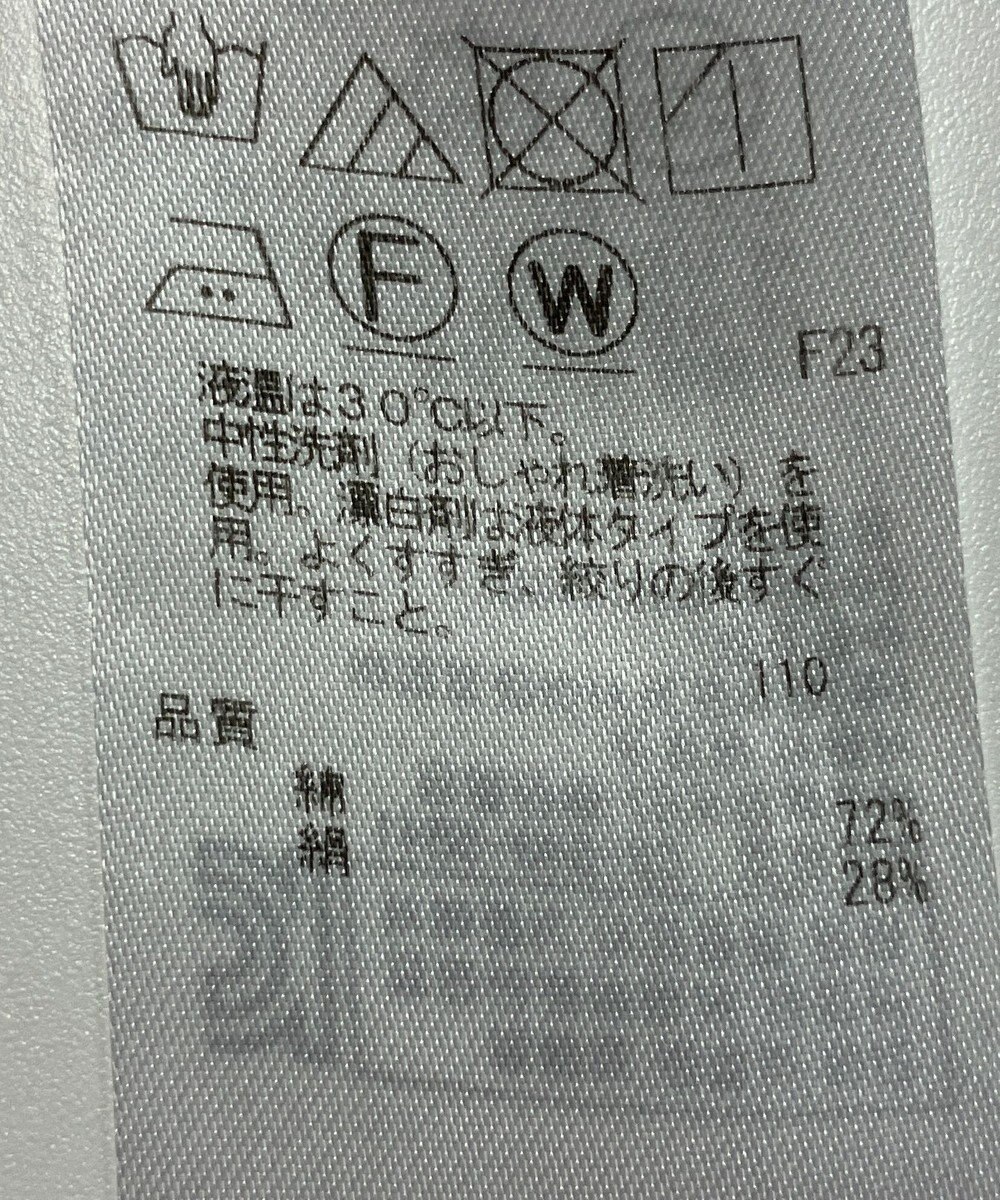 F W
F23
液温は30℃以下。
中性洗剤（おしゃれ着洗い）を
使用。漂白剤は液体タイプを使
用。よくすすぎ、絞りの後すぐ
に干すこと。
110
品質
綿 72%
絹 28%